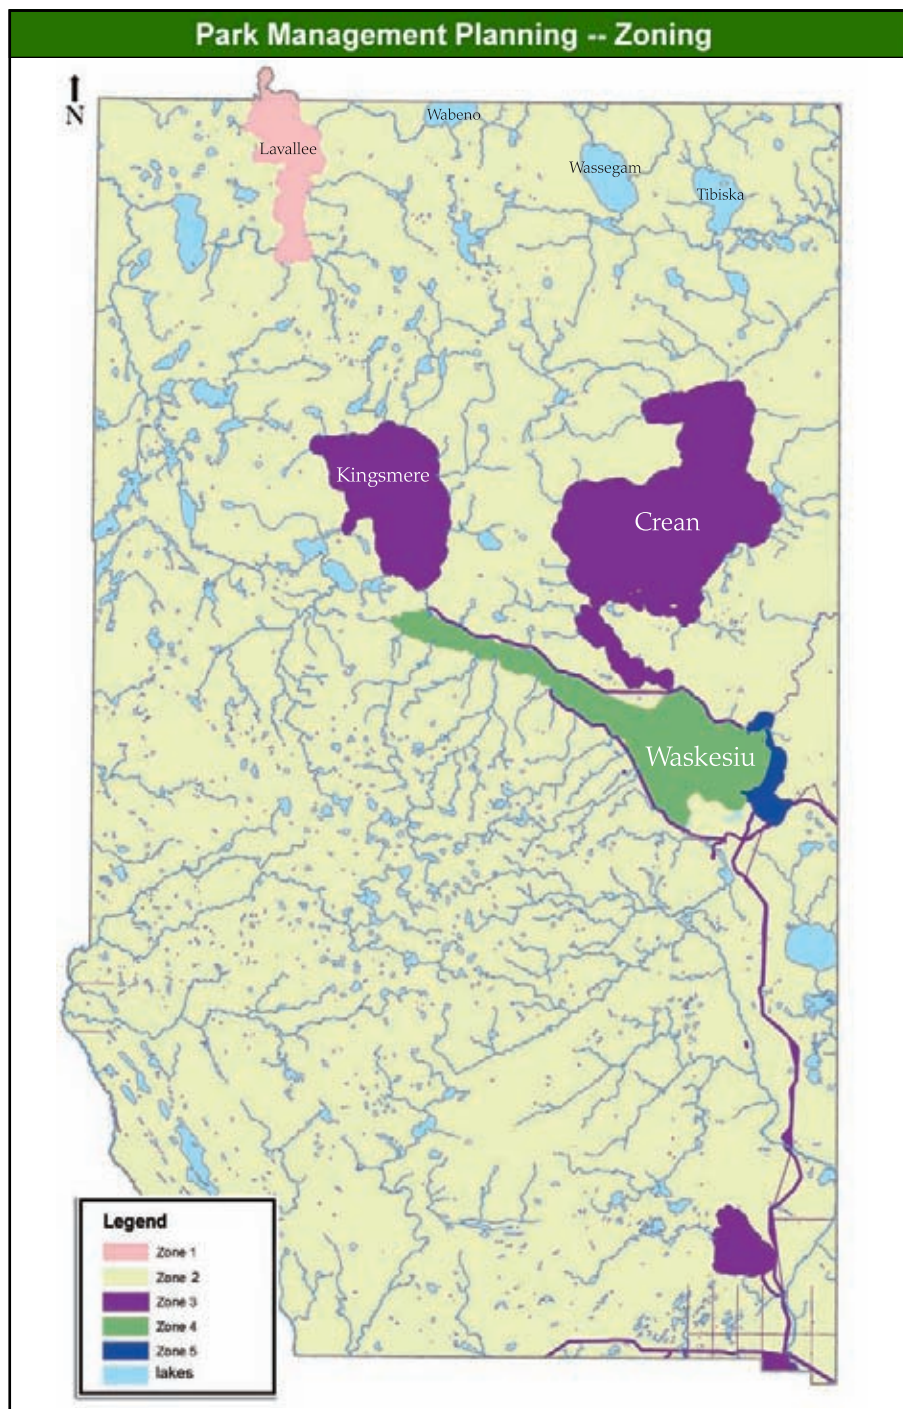 Park Management Planning -- Zoning
N
Wabeno
Lavallee
Wassegam
Tibiska
Kingsmere
Crean
Waskesiu
Legend
Zone 1
Zone 2
Zone 3
Zone 4
Zone 5
lakes